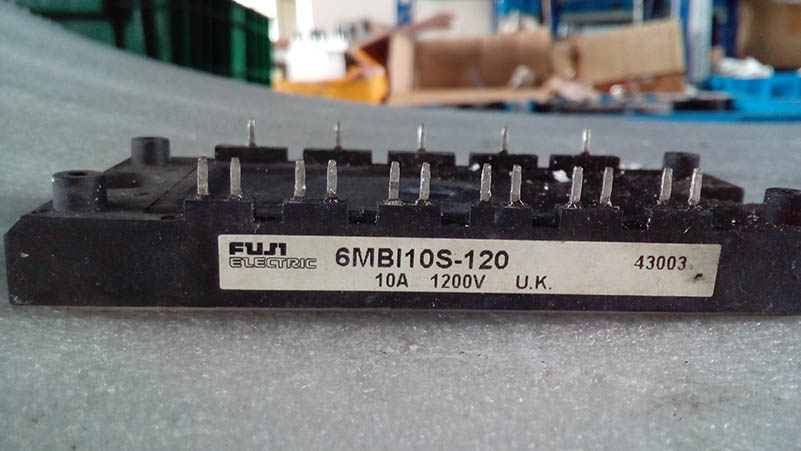 FUJI ELECTRIC
6MBI10S-120
43003
10A 1200V U.K.